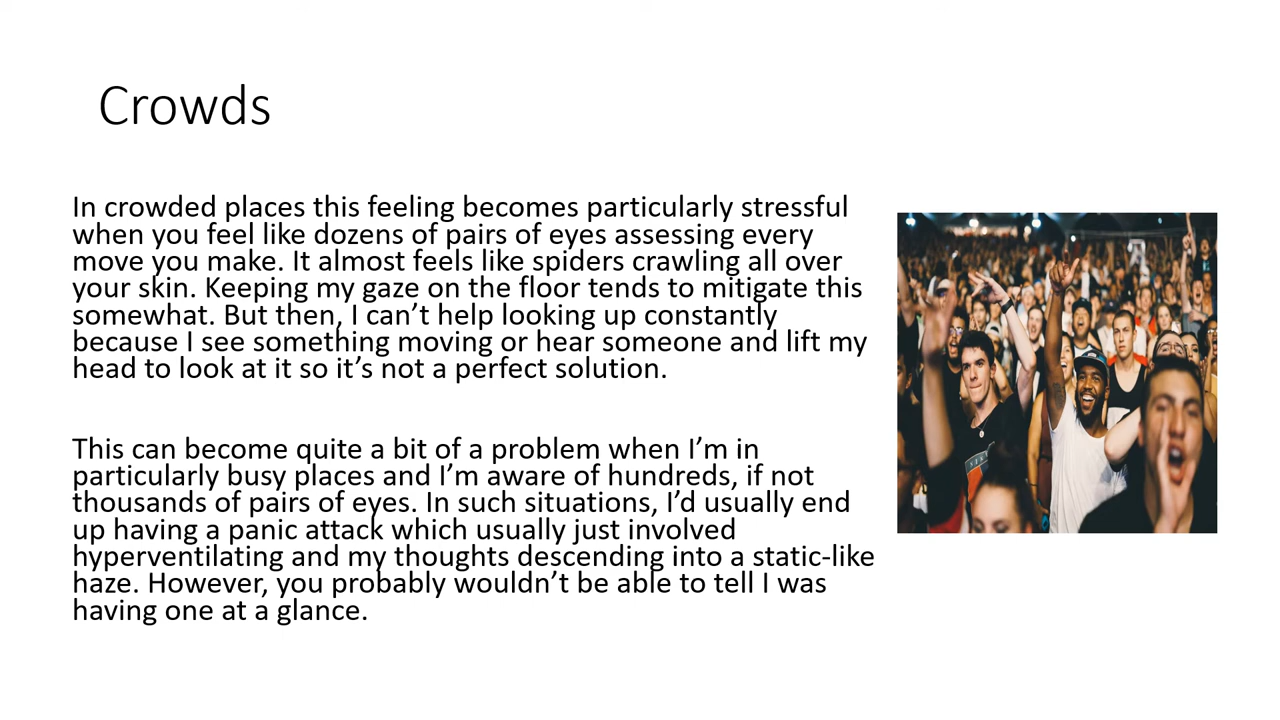 Crowds
In crowded places this feeling becomes particularly stressful
when you feel like dozens of pairs of eyes assessing every
move you make. It almost feels like spiders crawling all over
your skin. Keeping my gaze on the floor tends to mitigate this
somewhat. But then, I can’t help looking up constantly
because I see something moving or hear someone and lift my
head to look at it so it’s not a perfect solution.
This can become quite a bit of a problem when I’m in
particularly busy places and I’m aware of hundreds, if not
thousands of pairs of eyes. In such situations, I’d usually end
up having a panic attack which usually just involved
hyperventilating and my thoughts descending into a static-like
haze. However, you probably wouldn’t be able to tell I was
having one at a glance.